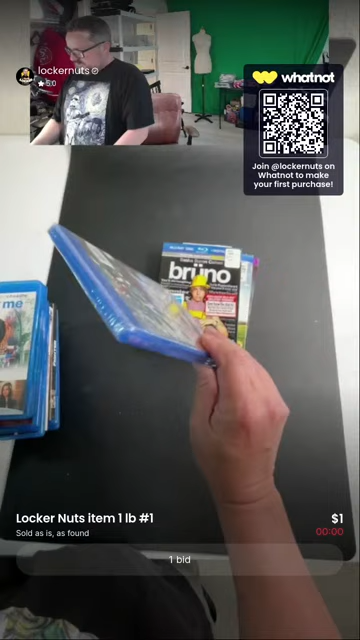 lockernuts
5.0
whatnot
Join @lockernuts on
Whatnot to make
your first purchase!
brüno
me
Locker Nuts item 1 lb #1
$1
Sold as is, as found
00:00
1 bid